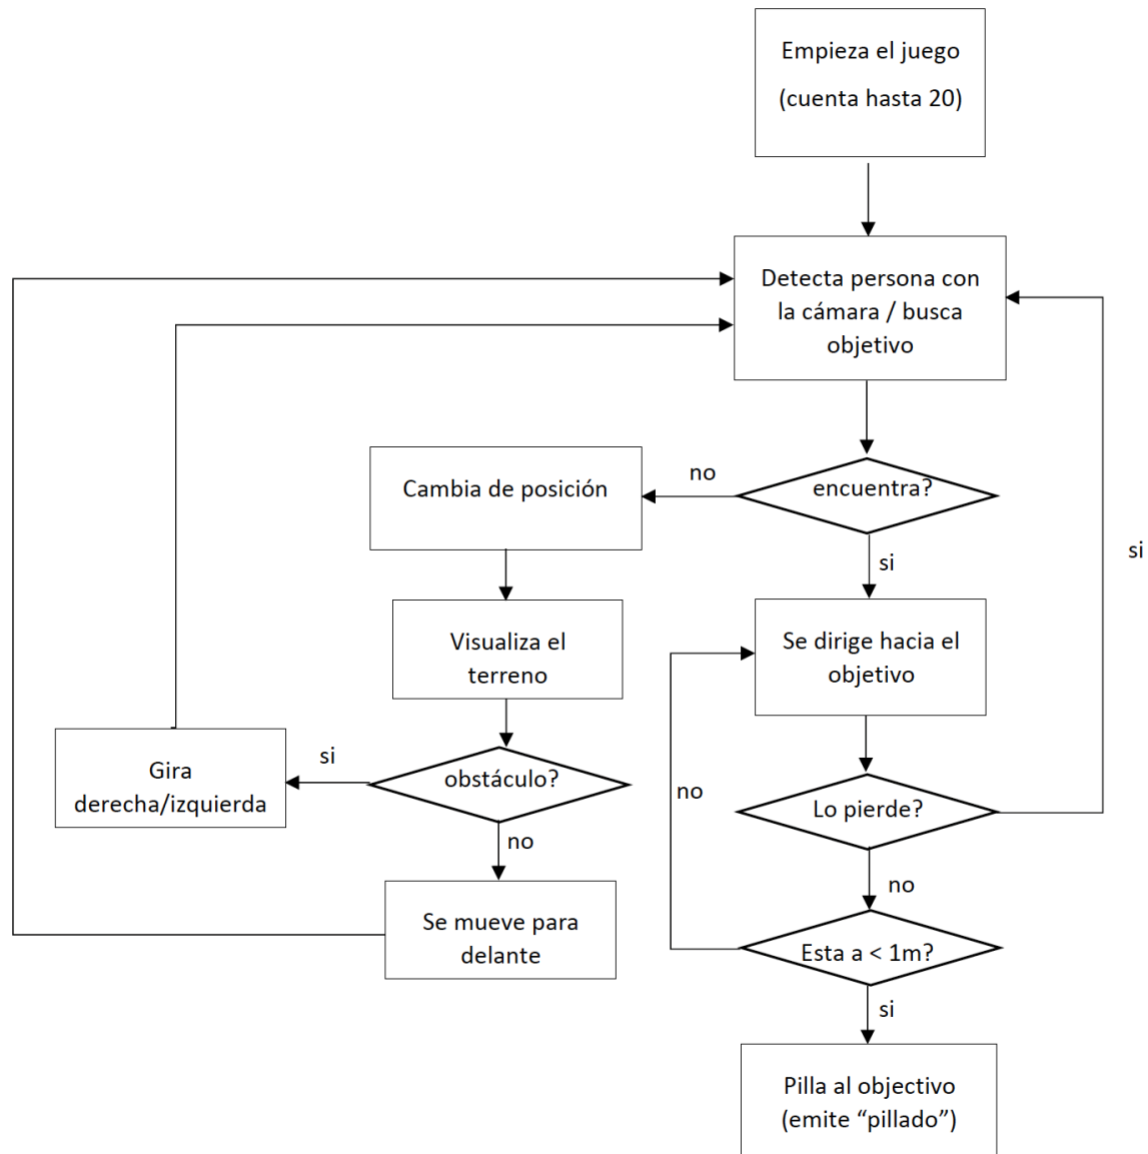 Empieza el juego
(cuenta hasta 20)
Detecta persona con
la cámara / busca
objetivo
no
encuentra?
Cambia de posición
si
si
Visualiza el
terreno
Se dirige hacia el
objetivo
si
obstáculo?
Gira
derecha/izquierda
no
Lo pierde?
no
no
Se mueve para
delante
Esta a < 1m?
si
Pilla al objectivo
(emite “pillado”)